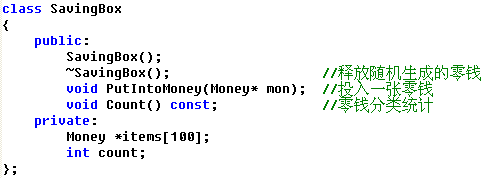 class SavingBox
{
    public:
        SavingBox();
        ~SavingBox();                    //释放随机生成的零钱
        void PutIntoMoney(Money* mon);   //投入一张零钱
        void Count() const;              //零钱分类统计
    private:
        Money *items[100];
        int count;
};